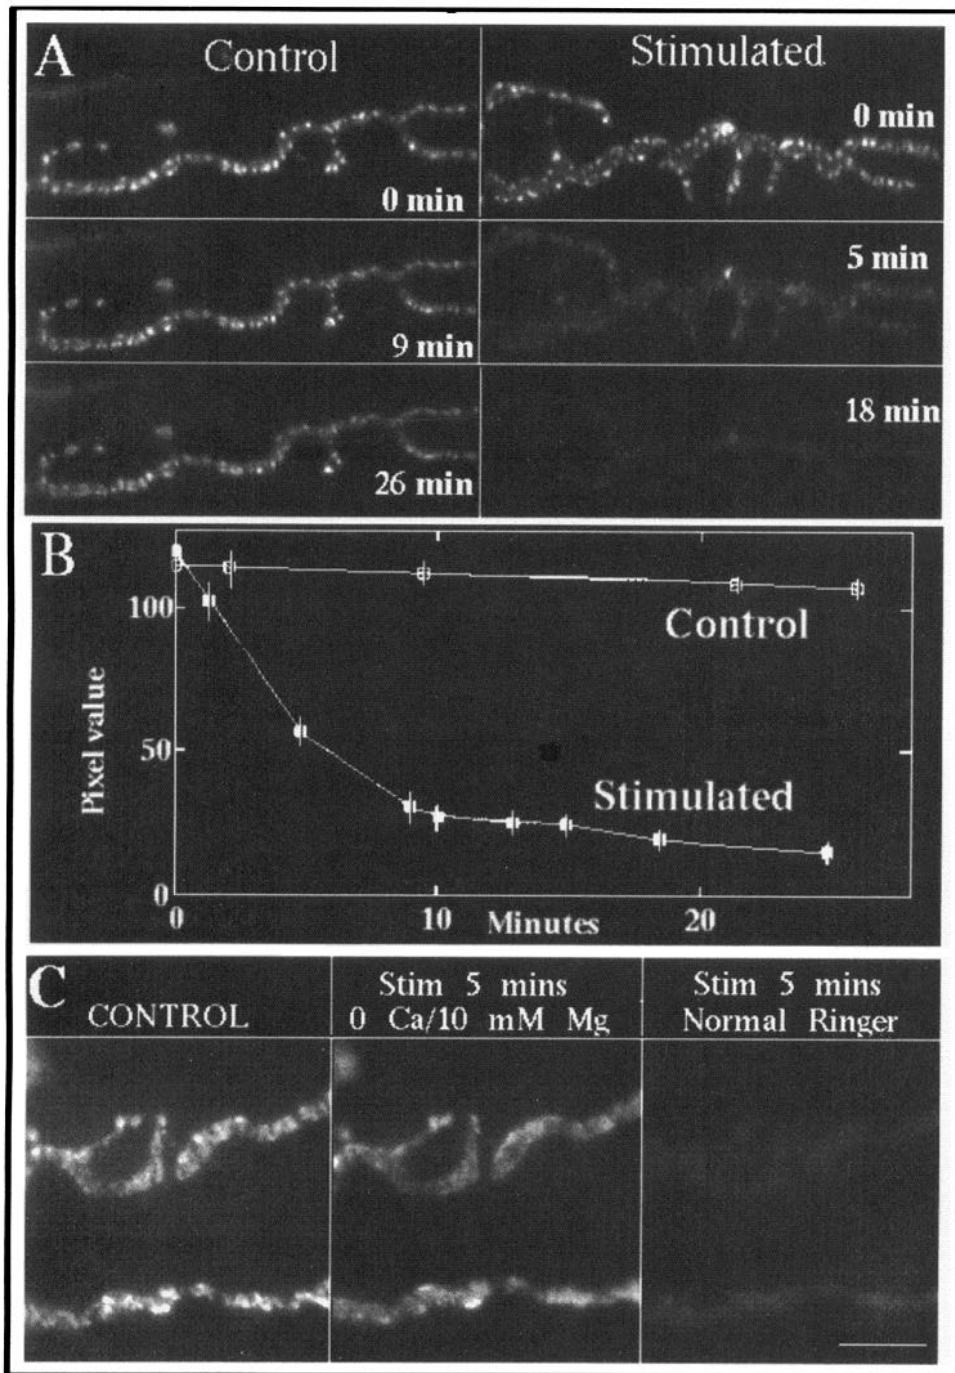 A
Control
Stimulated
0 min
0 min
9 min
5 min
26 min
18 min
B
100
50
0
Pixel value
Control
Stimulated
0
10
20
Minutes
C
CONTROL
Stim 5 mins
0 Ca/10 mM Mg
Stim 5 mins
Normal Ringer